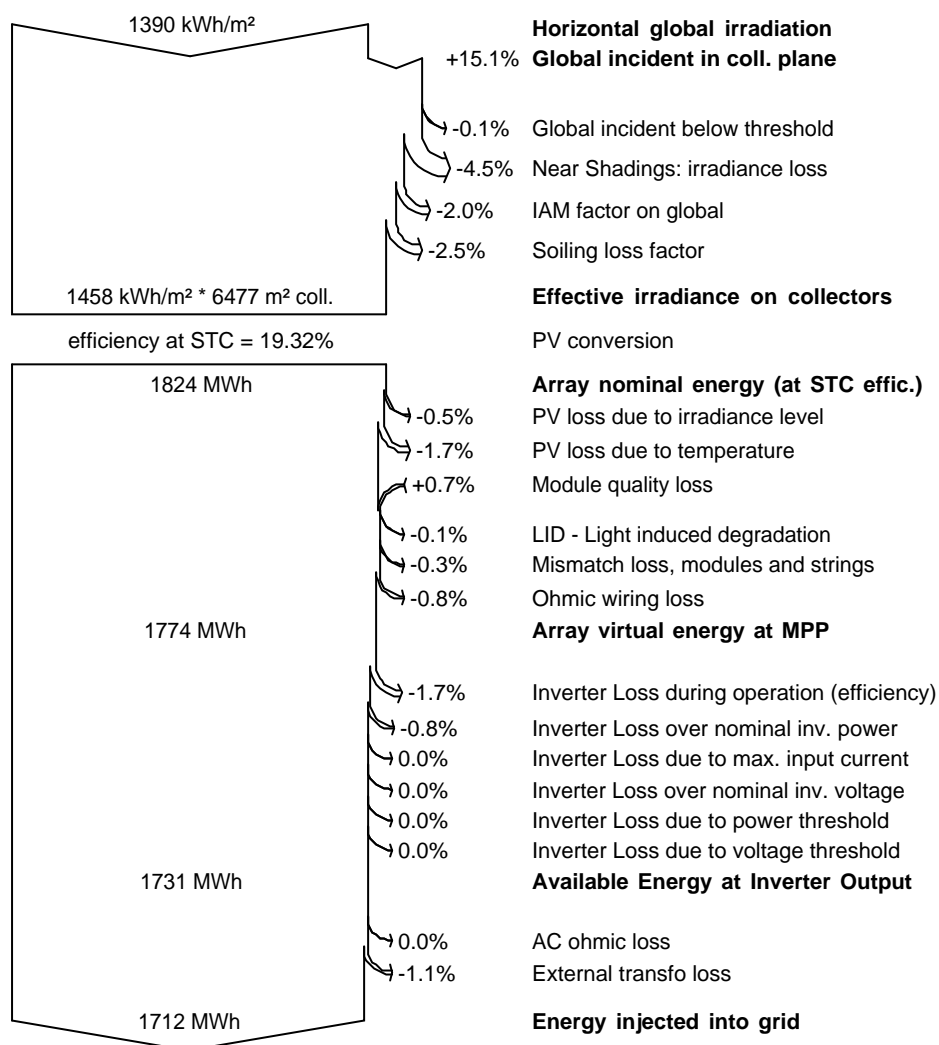 1390 kWh/m² Horizontal global irradiation
+15.1% Global incident in coll. plane
-0.1% Global incident below threshold
-4.5% Near Shadings: irradiance loss
-2.0% IAM factor on global
-2.5% Soiling loss factor
1458 kWh/m² * 6477 m² coll. Effective irradiance on collectors
efficiency at STC = 19.32% PV conversion
1824 MWh Array nominal energy (at STC effic.)
-0.5% PV loss due to irradiance level
-1.7% PV loss due to temperature
+0.7% Module quality loss
-0.1% LID - Light induced degradation
-0.3% Mismatch loss, modules and strings
-0.8% Ohmic wiring loss
1774 MWh Array virtual energy at MPP
-1.7% Inverter Loss during operation (efficiency)
-0.8% Inverter Loss over nominal inv. power
0.0% Inverter Loss due to max. input current
0.0% Inverter Loss over nominal inv. voltage
0.0% Inverter Loss due to power threshold
0.0% Inverter Loss due to voltage threshold
1731 MWh Available Energy at Inverter Output
0.0% AC ohmic loss
-1.1% External transfo loss
1712 MWh Energy injected into grid